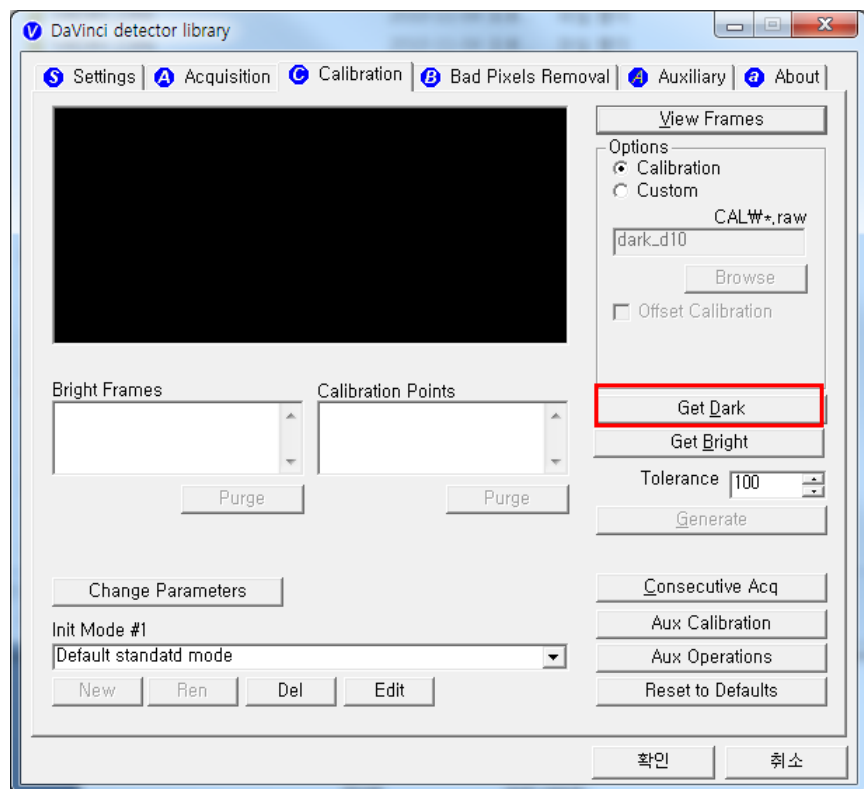 DaVinci detector library
Settings Acquisition Calibration Bad Pixels Removal Auxiliary About
View Frames
Options
Calibration
Custom
CAL₩*.raw
dark_d10
Browse
Offset Calibration
Bright Frames
Calibration Points
Get Dark
Get Bright
Purge
Purge
Tolerance 100
Generate
Change Parameters
Consecutive Acq
Init Mode #1
Aux Calibration
Default standatd mode
Aux Operations
New Ren Del Edit
Reset to Defaults
확인 취소